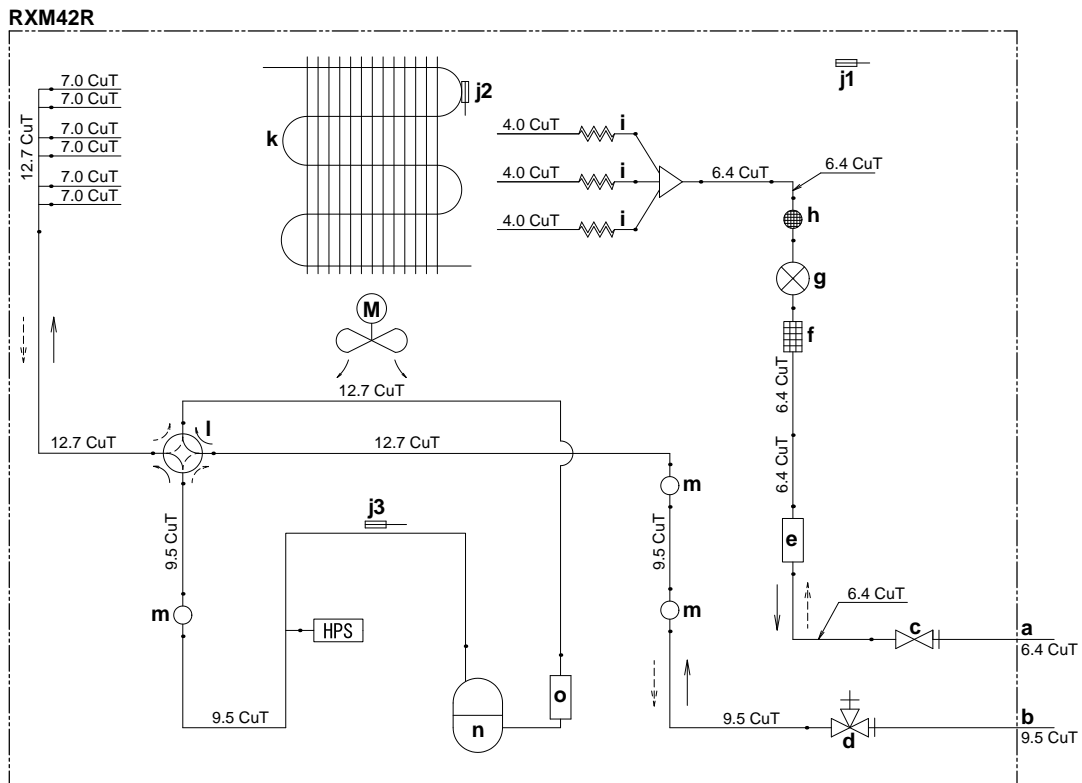 RXM42R
7.0 CuT
7.0 CuT
7.0 CuT
7.0 CuT
7.0 CuT
7.0 CuT
12.7 CuT
k
j2
j1
4.0 CuT
i
4.0 CuT
i
4.0 CuT
i
6.4 CuT
6.4 CuT
h
g
f
6.4 CuT
6.4 CuT
e
M
12.7 CuT
12.7 CuT
l
12.7 CuT
9.5 CuT
m
j3
HPS
9.5 CuT
n
o
m
9.5 CuT
m
6.4 CuT
c
a
6.4 CuT
9.5 CuT
d
b
9.5 CuT